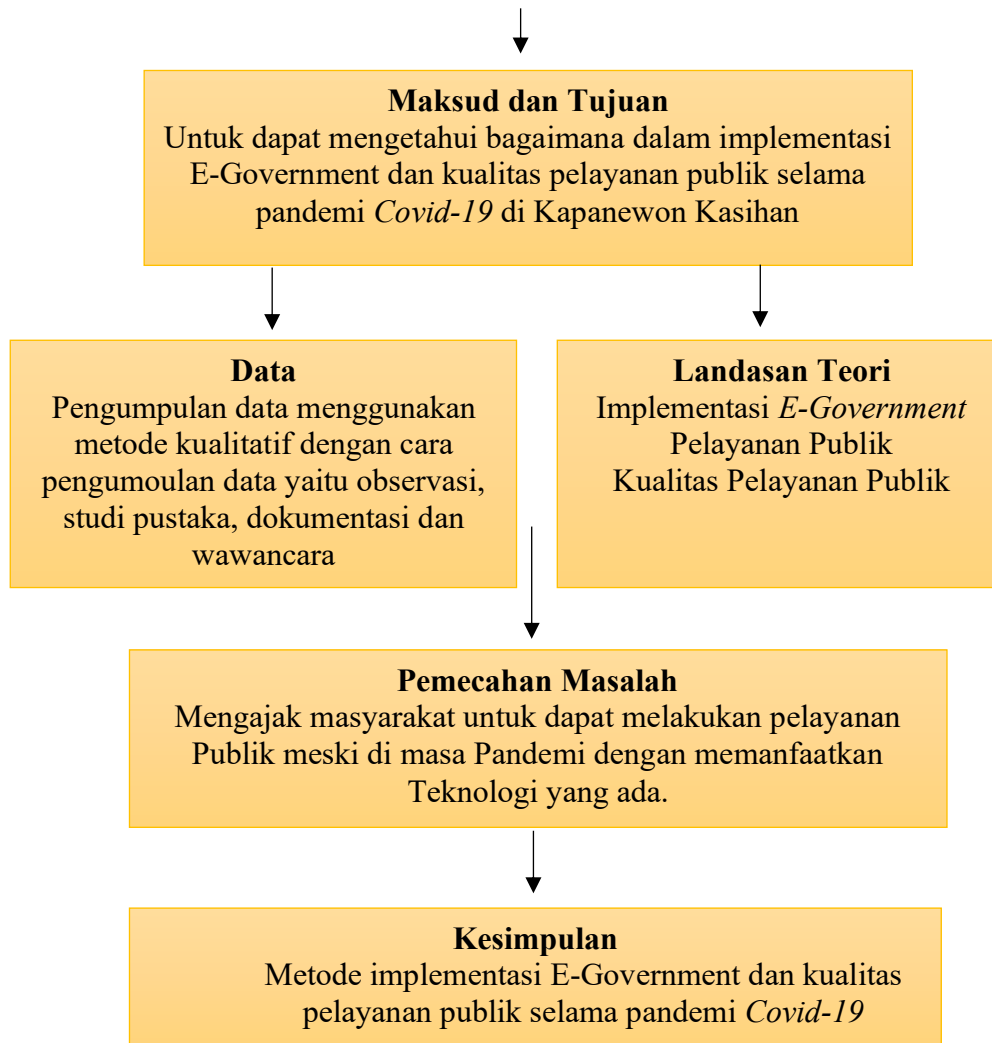 Maksud dan Tujuan
Untuk dapat mengetahui bagaimana dalam implementasi
E-Government dan kualitas pelayanan publik selama
pandemi Covid-19 di Kapanewon Kasihan
Data
Pengumpulan data menggunakan
metode kualitatif dengan cara
pengumoulan data yaitu observasi,
studi pustaka, dokumentasi dan
wawancara
Landasan Teori
Implementasi E-Government
Pelayanan Publik
Kualitas Pelayanan Publik
Pemecahan Masalah
Mengajak masyarakat untuk dapat melakukan pelayanan
Publik meski di masa Pandemi dengan memanfaatkan
Teknologi yang ada.
Kesimpulan
Metode implementasi E-Government dan kualitas
pelayanan publik selama pandemi Covid-19